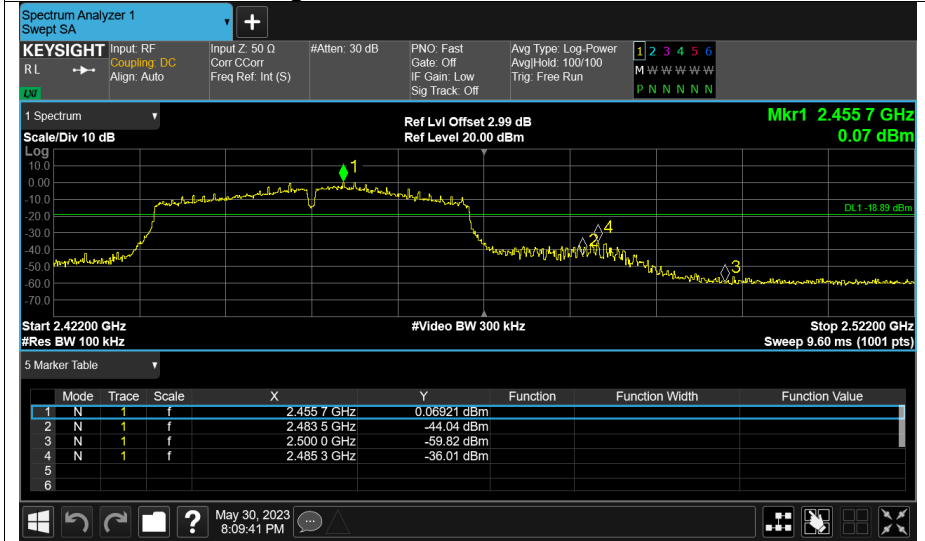 Spectrum Analyzer 1
Swept SA
+
KEYSIGHT Input: RF Input Z: 50 Ω #Atten: 30 dB PNO: Fast Avg Type: Log-Power 1 2 3 4 5 6
R L Coupling: DC Corr CCorr Gate: Off Avg|Hold: 100/100 M W W W W W
Align: Auto Freq Ref: Int (S) IF Gain: Low Trig: Free Run
LXI Sig Track: Off P N N N N N
1 Spectrum Ref Lvl Offset 2.99 dB Mkr1 2.455 7 GHz
Scale/Div 10 dB Ref Level 20.00 dBm 0.07 dBm
Log
10.0 1
0.00
-10.0
-20.0 DL1 -18.89 dBm
-30.0 4
-40.0 2
-50.0 3
-60.0
-70.0
Start 2.42200 GHz #Video BW 300 kHz Stop 2.52200 GHz
#Res BW 100 kHz Sweep 9.60 ms (1001 pts)
5 Marker Table
Mode Trace Scale X Y Function Function Width Function Value
1 N 1 f 2.455 7 GHz 0.06921 dBm
2 N 1 f 2.483 5 GHz -44.04 dBm
3 N 1 f 2.500 0 GHz -59.82 dBm
4 N 1 f 2.485 3 GHz -36.01 dBm
5
6
? May 30, 2023
8:09:41 PM